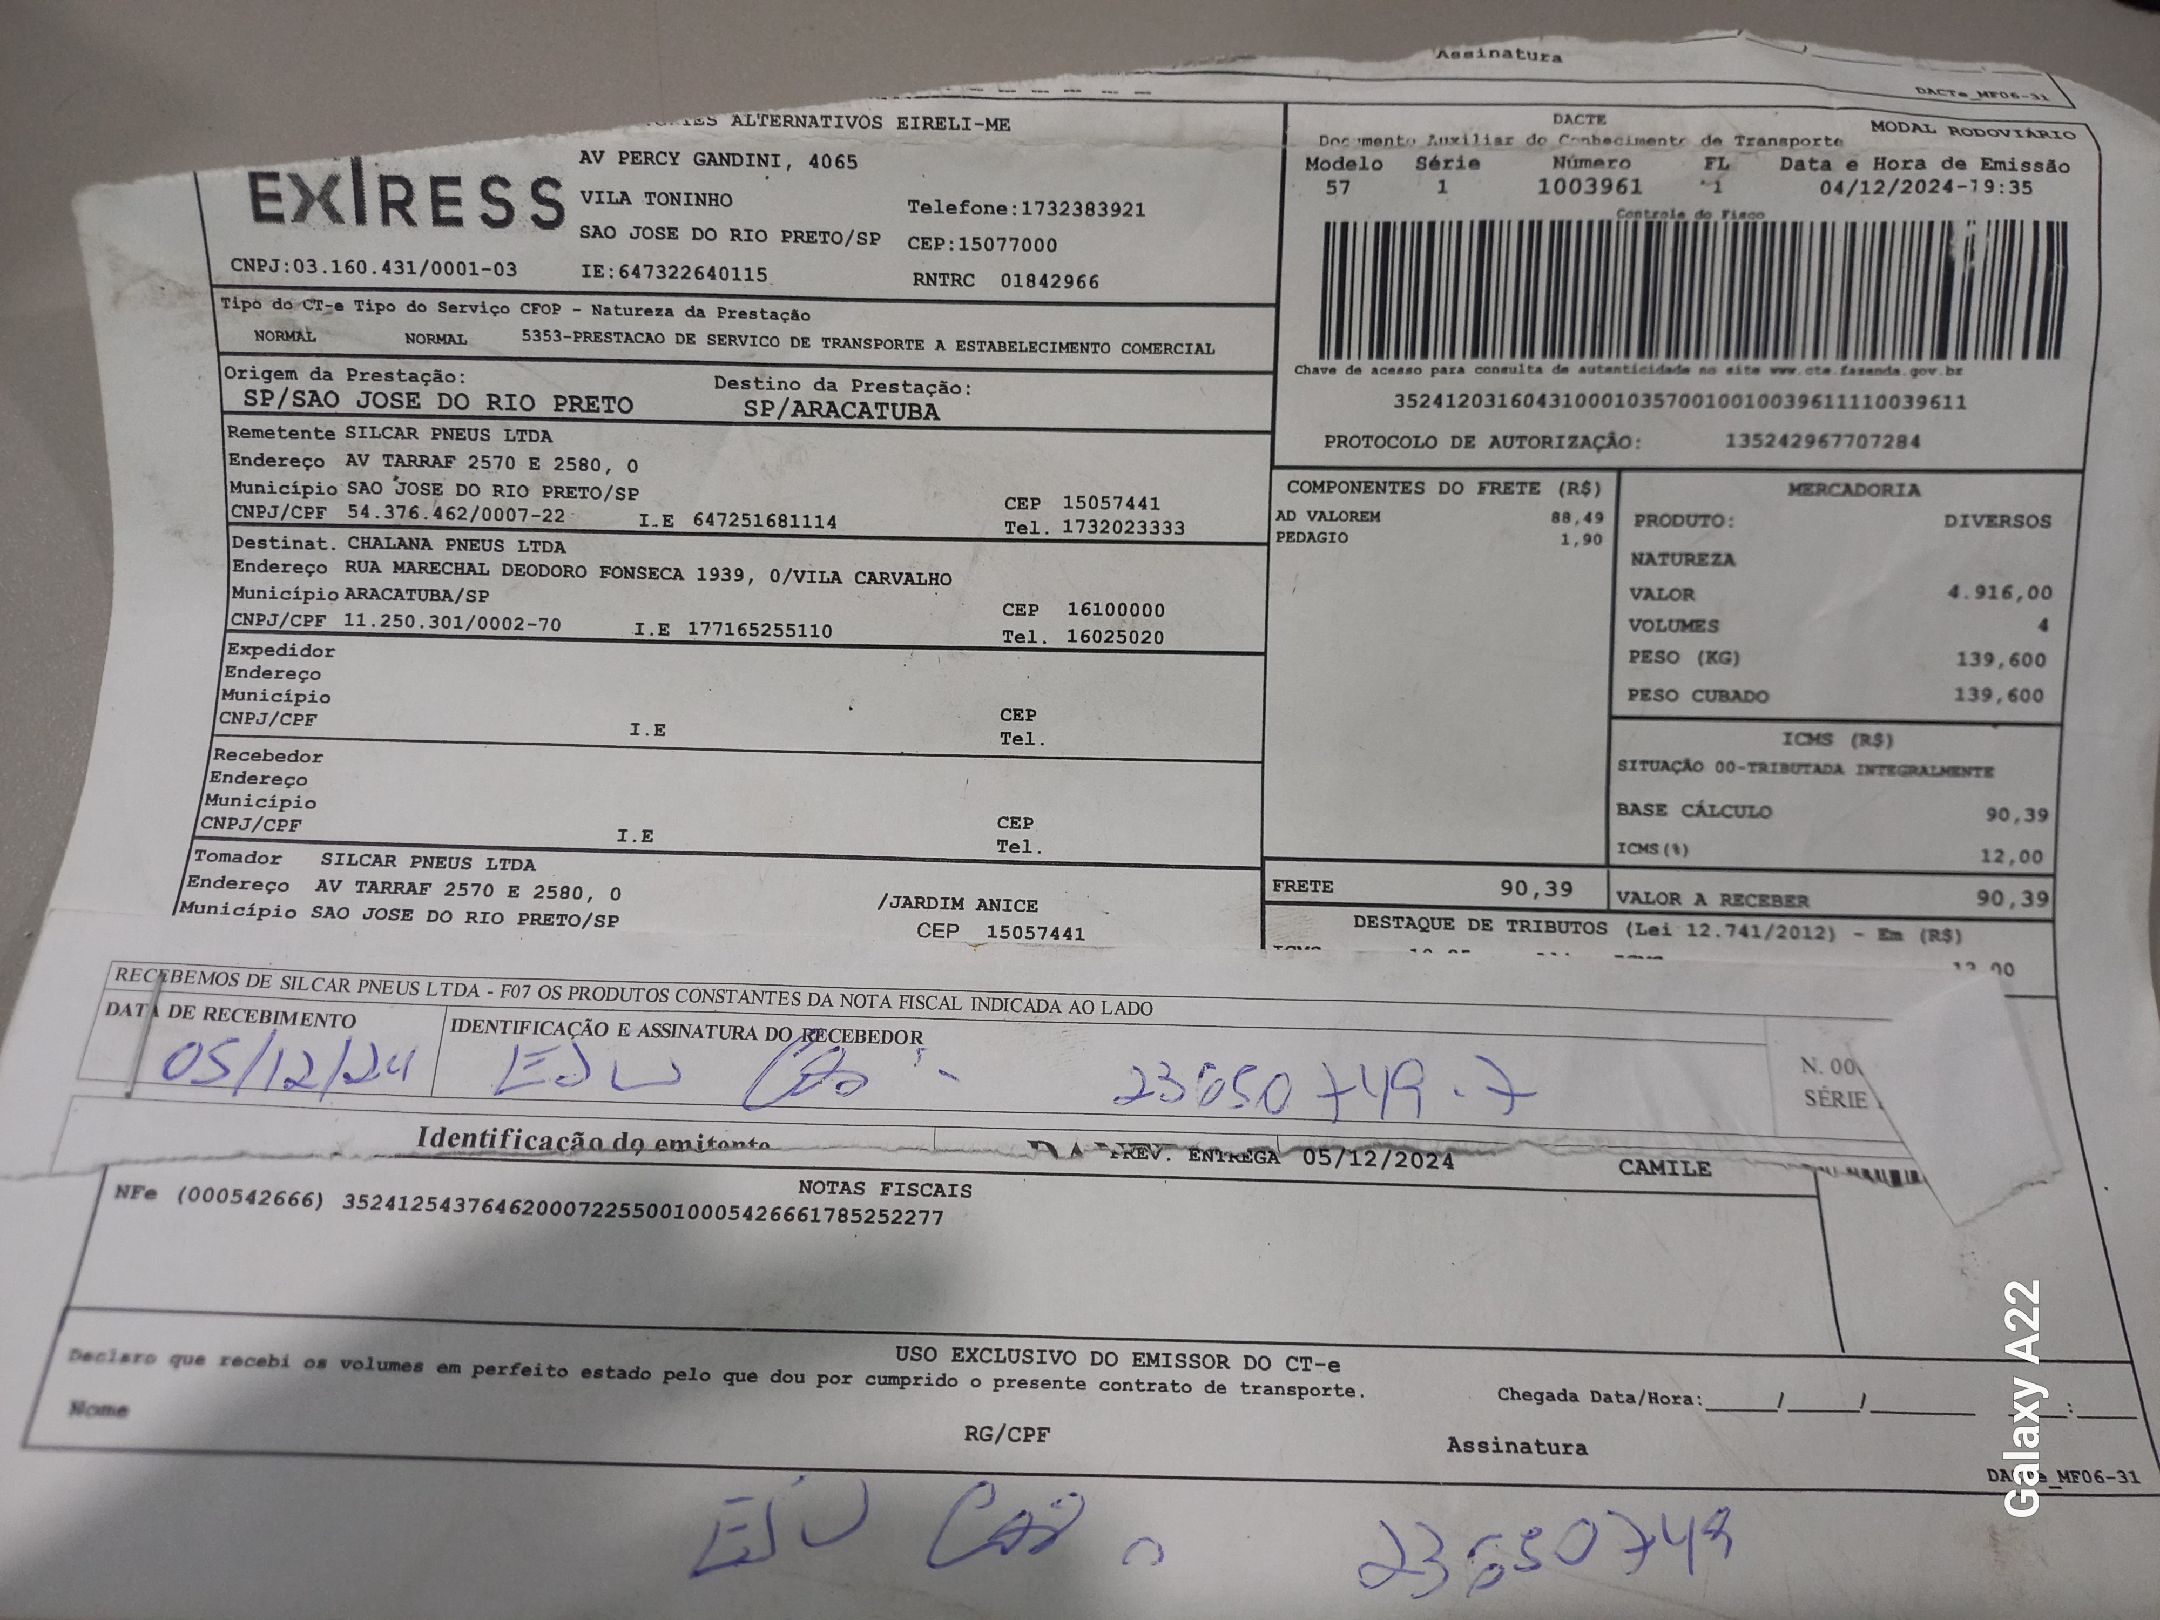 Assinatura
DACTe_MF06-31
ALTERNATIVOS EIRELI-ME
EXPRESS
AV PERCY GANDINI, 4065
VILA TONINHO
Telefone:1732383921
SAO JOSE DO RIO PRETO/SP CEP:15077000
CNPJ:03.160.431/0001-03 IE:647322640115 RNTRC 01842966
DACTE
MODAL RODOVIÁRIO
Documento Auxiliar do Conhecimento de Transporte
Modelo Série Número FL Data e Hora de Emissão
57 1 1003961 1 04/12/2024-19:35
Controle do Fisco
Chave de acesso para consulta de autenticidade no site www.cte.fazenda.gov.br
35241203160431000103570010010039611110039611
PROTOCOLO DE AUTORIZAÇÃO: 135242967707284
Tipo do CT-e Tipo do Serviço CFOP - Natureza da Prestação
NORMAL NORMAL 5353-PRESTACAO DE SERVICO DE TRANSPORTE A ESTABELECIMENTO COMERCIAL
Origem da Prestação: Destino da Prestação:
SP/SAO JOSE DO RIO PRETO SP/ARACATUBA
Remetente SILCAR PNEUS LTDA
Endereço AV TARRAF 2570 E 2580, 0
Município SAO JOSE DO RIO PRETO/SP CEP 15057441
CNPJ/CPF 54.376.462/0007-22 I.E 647251681114 Tel. 1732023333
Destinat. CHALANA PNEUS LTDA
Endereço RUA MARECHAL DEODORO FONSECA 1939, 0/VILA CARVALHO
Município ARACATUBA/SP CEP 16100000
CNPJ/CPF 11.250.301/0002-70 I.E 177165255110 Tel. 16025020
Expedidor
Endereço
Município CEP
CNPJ/CPF I.E Tel.
Recebedor
Endereço
Município CEP
CNPJ/CPF I.E Tel.
Tomador SILCAR PNEUS LTDA
Endereço AV TARRAF 2570 E 2580, 0 /JARDIM ANICE
Município SAO JOSE DO RIO PRETO/SP CEP 15057441
COMPONENTES DO FRETE (R$)
AD VALOREM 88,49
PEDAGIO 1,90
MERCADORIA
PRODUTO: DIVERSOS
NATUREZA
VALOR 4.916,00
VOLUMES 4
PESO (KG) 139,600
PESO CUBADO 139,600
ICMS (R$)
SITUAÇÃO 00-TRIBUTADA INTEGRALMENTE
BASE CÁLCULO 90,39
ICMS(%) 12,00
FRETE 90,39 VALOR A RECEBER 90,39
DESTAQUE DE TRIBUTOS (Lei 12.741/2012) - Em (R$)
RECEBEMOS DE SILCAR PNEUS LTDA - F07 OS PRODUTOS CONSTANTES DA NOTA FISCAL INDICADA AO LADO
DATA DE RECEBIMENTO IDENTIFICAÇÃO E ASSINATURA DO RECEBEDOR
05/12/24 23650749-7
N. 00
SÉRIE
Identificação do emitente
PREV. ENTREGA 05/12/2024 CAMILE
NOTAS FISCAIS
NFe (000542666) 35241254376462000722550010005426661785252277
USO EXCLUSIVO DO EMISSOR DO CT-e
Declaro que recebi os volumes em perfeito estado pelo que dou por cumprido o presente contrato de transporte.
Chegada Data/Hora:_____/_____/_______ ___:____
Nome RG/CPF Assinatura
DACTe_MF06-31
23650749
Galaxy A22